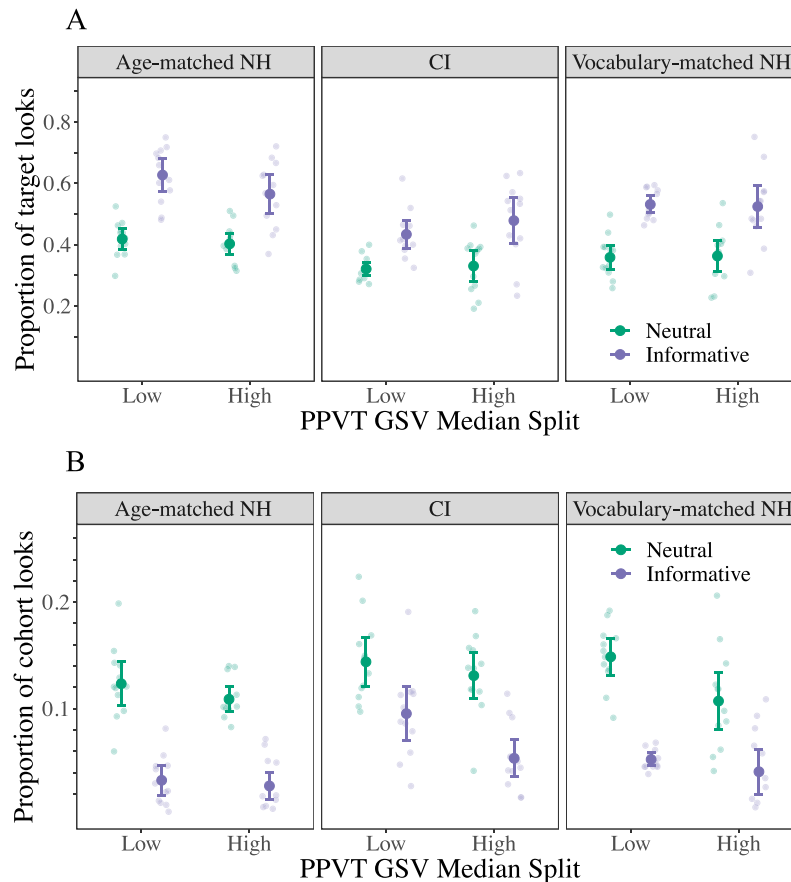 A
Age-matched NH CI Vocabulary-matched NH
Proportion of target looks
0.8
0.6
0.4
0.2
Neutral
Informative
Low High Low High Low High
PPVT GSV Median Split
B
Age-matched NH CI Vocabulary-matched NH
Proportion of cohort looks
Neutral
Informative
0.2
0.1
Low High Low High Low High
PPVT GSV Median Split